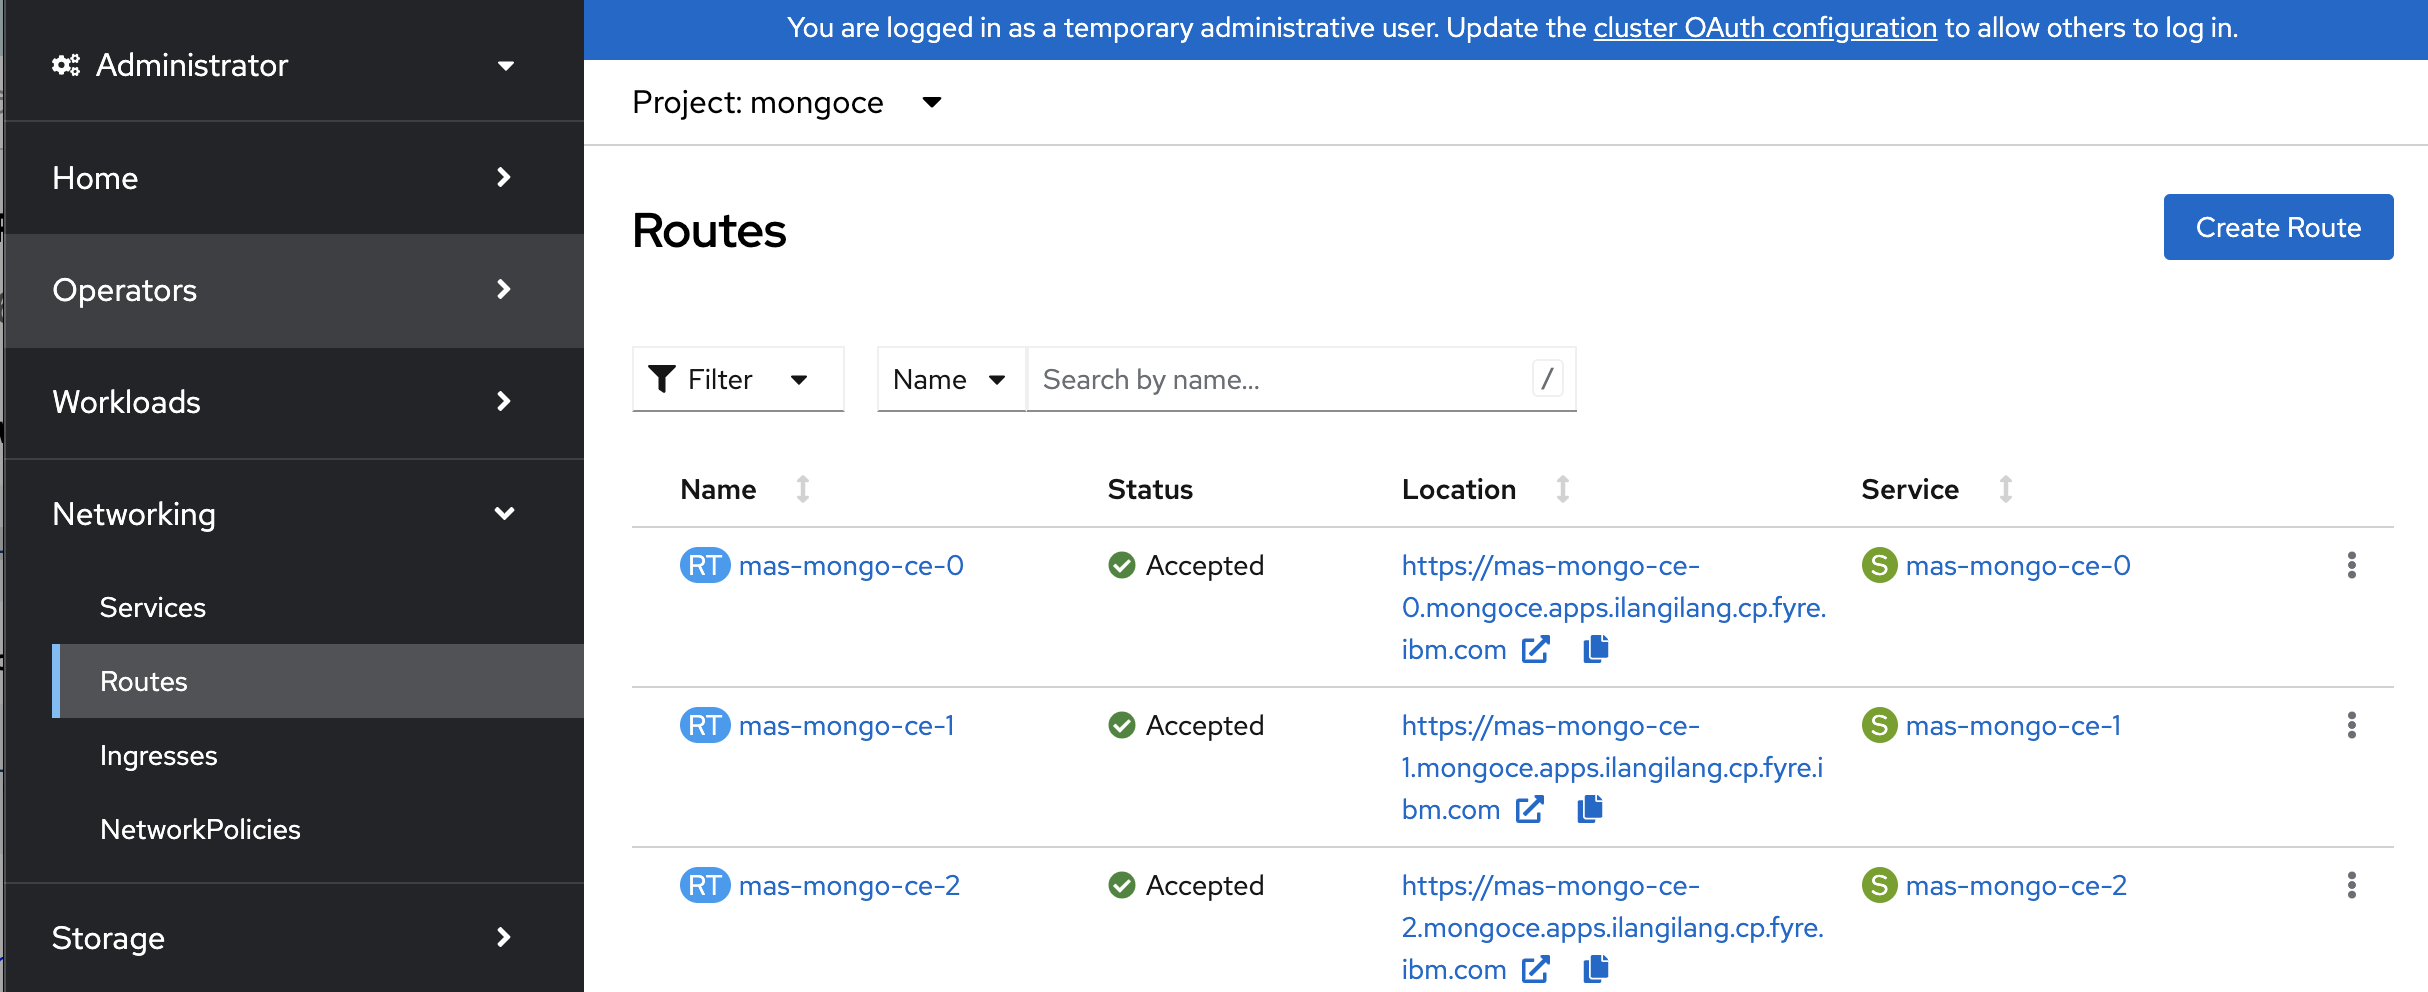 You are logged in as a temporary administrative user. Update the cluster OAuth configuration to allow others to log in.
Administrator
Home
Operators
Workloads
Networking
Services
Routes
Ingresses
NetworkPolicies
Storage
Project: mongoce
Routes
Create Route
Filter
Name
Search by name...
/
Name Status Location Service
RT mas-mongo-ce-0 Accepted https://mas-mongo-ce- S mas-mongo-ce-0
0.mongoce.apps.ilangilang.cp.fyre.
ibm.com
RT mas-mongo-ce-1 Accepted https://mas-mongo-ce- S mas-mongo-ce-1
1.mongoce.apps.ilangilang.cp.fyre.i
bm.com
RT mas-mongo-ce-2 Accepted https://mas-mongo-ce- S mas-mongo-ce-2
2.mongoce.apps.ilangilang.cp.fyre.
ibm.com